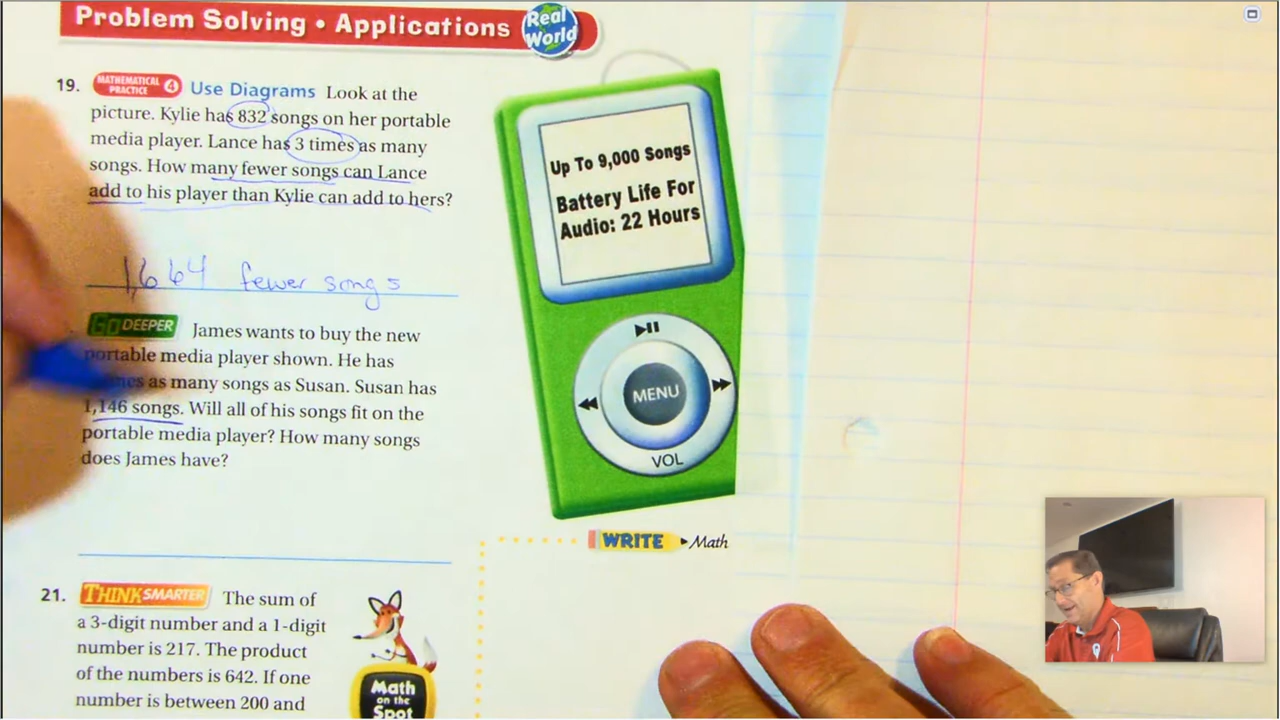 Problem Solving • Applications Real World
19. MATHEMATICAL PRACTICE 4 Use Diagrams Look at the
picture. Kylie has 832 songs on her portable
media player. Lance has 3 times as many
songs. How many fewer songs can Lance
add to his player than Kylie can add to hers?
1,664 fewer songs
GO DEEPER James wants to buy the new
portable media player shown. He has
as many songs as Susan. Susan has
1,146 songs. Will all of his songs fit on the
portable media player? How many songs
does James have?
21. THINK SMARTER The sum of
a 3-digit number and a 1-digit
number is 217. The product
of the numbers is 642. If one
number is between 200 and
Up To 9,000 Songs
Battery Life For
Audio: 22 Hours
MENU
VOL
WRITE ▸Math
Math
on the
Spot